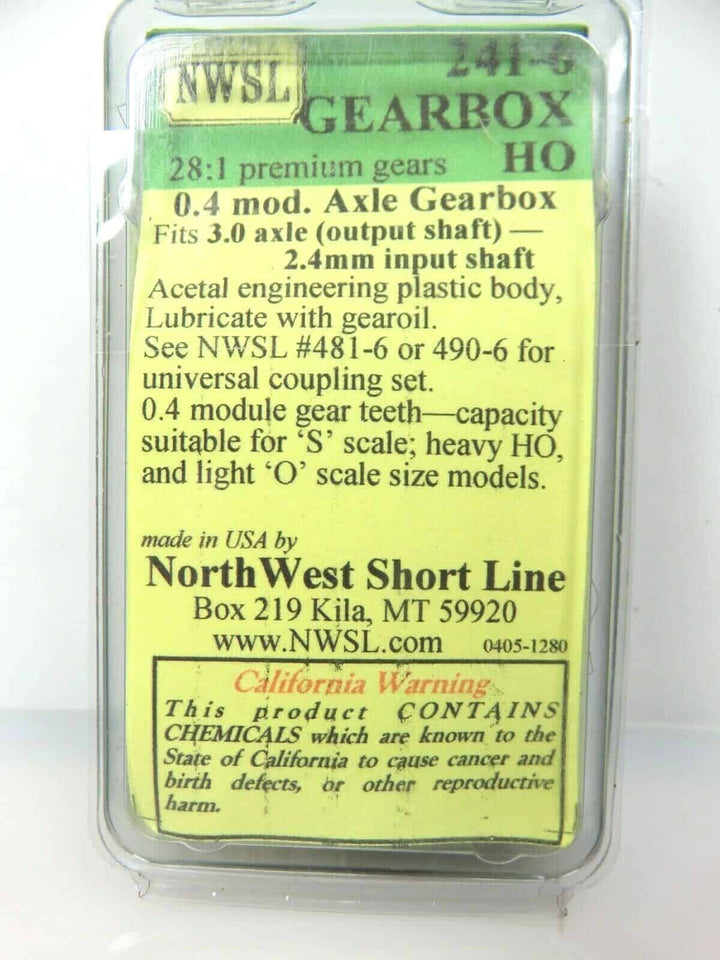 241-6
NWSL
GEARBOX
28:1 premium gears HO
0.4 mod. Axle Gearbox
Fits 3.0 axle (output shaft) —
2.4mm input shaft
Acetal engineering plastic body,
Lubricate with gearoil.
See NWSL #481-6 or 490-6 for
universal coupling set.
0.4 module gear teeth—capacity
suitable for ‘S’ scale; heavy HO,
and light ‘O’ scale size models.
made in USA by
NorthWest Short Line
Box 219 Kila, MT 59920
www.NWSL.com 0405-1280
California Warning
This product CONTAINS
CHEMICALS which are known to the
State of California to cause cancer and
birth defects, or other reproductive
harm.